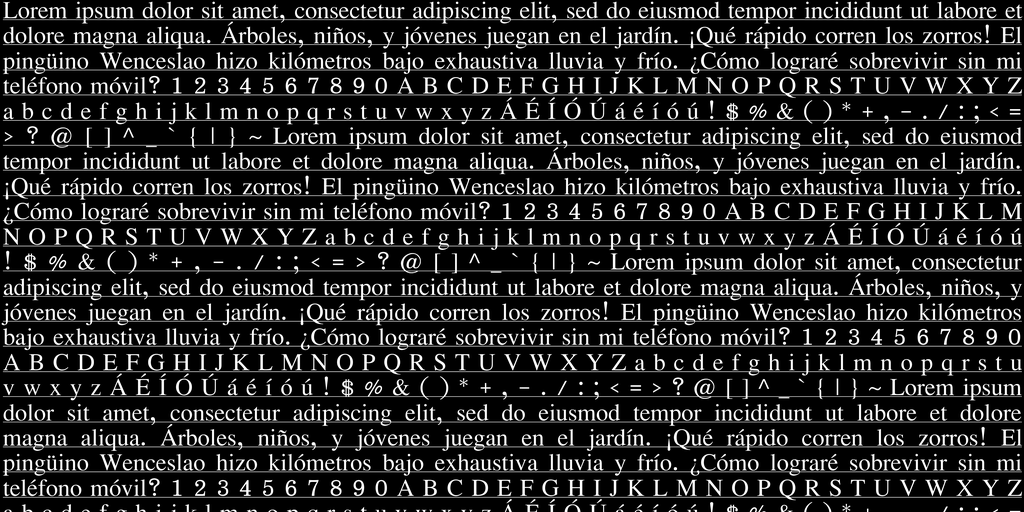 Lorem ipsum dolor sit amet, consectetur adipiscing elit, sed do eiusmod tempor incididunt ut labore et
dolore magna aliqua. Árboles, niños, y jóvenes juegan en el jardín. ¡Qué rápido corren los zorros! El
pingüino Wenceslao hizo kilómetros bajo exhaustiva lluvia y frío. ¿Cómo lograré sobrevivir sin mi
teléfono móvil? 1 2 3 4 5 6 7 8 9 0 A B C D E F G H I J K L M N O P Q R S T U V W X Y Z
a b c d e f g h i j k l m n o p q r s t u v w x y z Á É Í Ó Ú á é í ó ú ! $ % & ( ) * + , - . / : ; < =
> ? @ [ ] ^ _ ` { | } ~ Lorem ipsum dolor sit amet, consectetur adipiscing elit, sed do eiusmod
tempor incididunt ut labore et dolore magna aliqua. Árboles, niños, y jóvenes juegan en el jardín.
¡Qué rápido corren los zorros! El pingüino Wenceslao hizo kilómetros bajo exhaustiva lluvia y frío.
¿Cómo lograré sobrevivir sin mi teléfono móvil? 1 2 3 4 5 6 7 8 9 0 A B C D E F G H I J K L M
N O P Q R S T U V W X Y Z a b c d e f g h i j k l m n o p q r s t u v w x y z Á É Í Ó Ú á é í ó ú
! $ % & ( ) * + , - . / : ; < = > ? @ [ ] ^ _ ` { | } ~ Lorem ipsum dolor sit amet, consectetur
adipiscing elit, sed do eiusmod tempor incididunt ut labore et dolore magna aliqua. Árboles, niños, y
jóvenes juegan en el jardín. ¡Qué rápido corren los zorros! El pingüino Wenceslao hizo kilómetros
bajo exhaustiva lluvia y frío. ¿Cómo lograré sobrevivir sin mi teléfono móvil? 1 2 3 4 5 6 7 8 9 0
A B C D E F G H I J K L M N O P Q R S T U V W X Y Z a b c d e f g h i j k l m n o p q r s t u
v w x y z Á É Í Ó Ú á é í ó ú ! $ % & ( ) * + , - . / : ; < = > ? @ [ ] ^ _ ` { | } ~ Lorem ipsum
dolor sit amet, consectetur adipiscing elit, sed do eiusmod tempor incididunt ut labore et dolore
magna aliqua. Árboles, niños, y jóvenes juegan en el jardín. ¡Qué rápido corren los zorros! El
pingüino Wenceslao hizo kilómetros bajo exhaustiva lluvia y frío. ¿Cómo lograré sobrevivir sin mi
teléfono móvil? 1 2 3 4 5 6 7 8 9 0 A B C D E F G H I J K L M N O P Q R S T U V W X Y Z